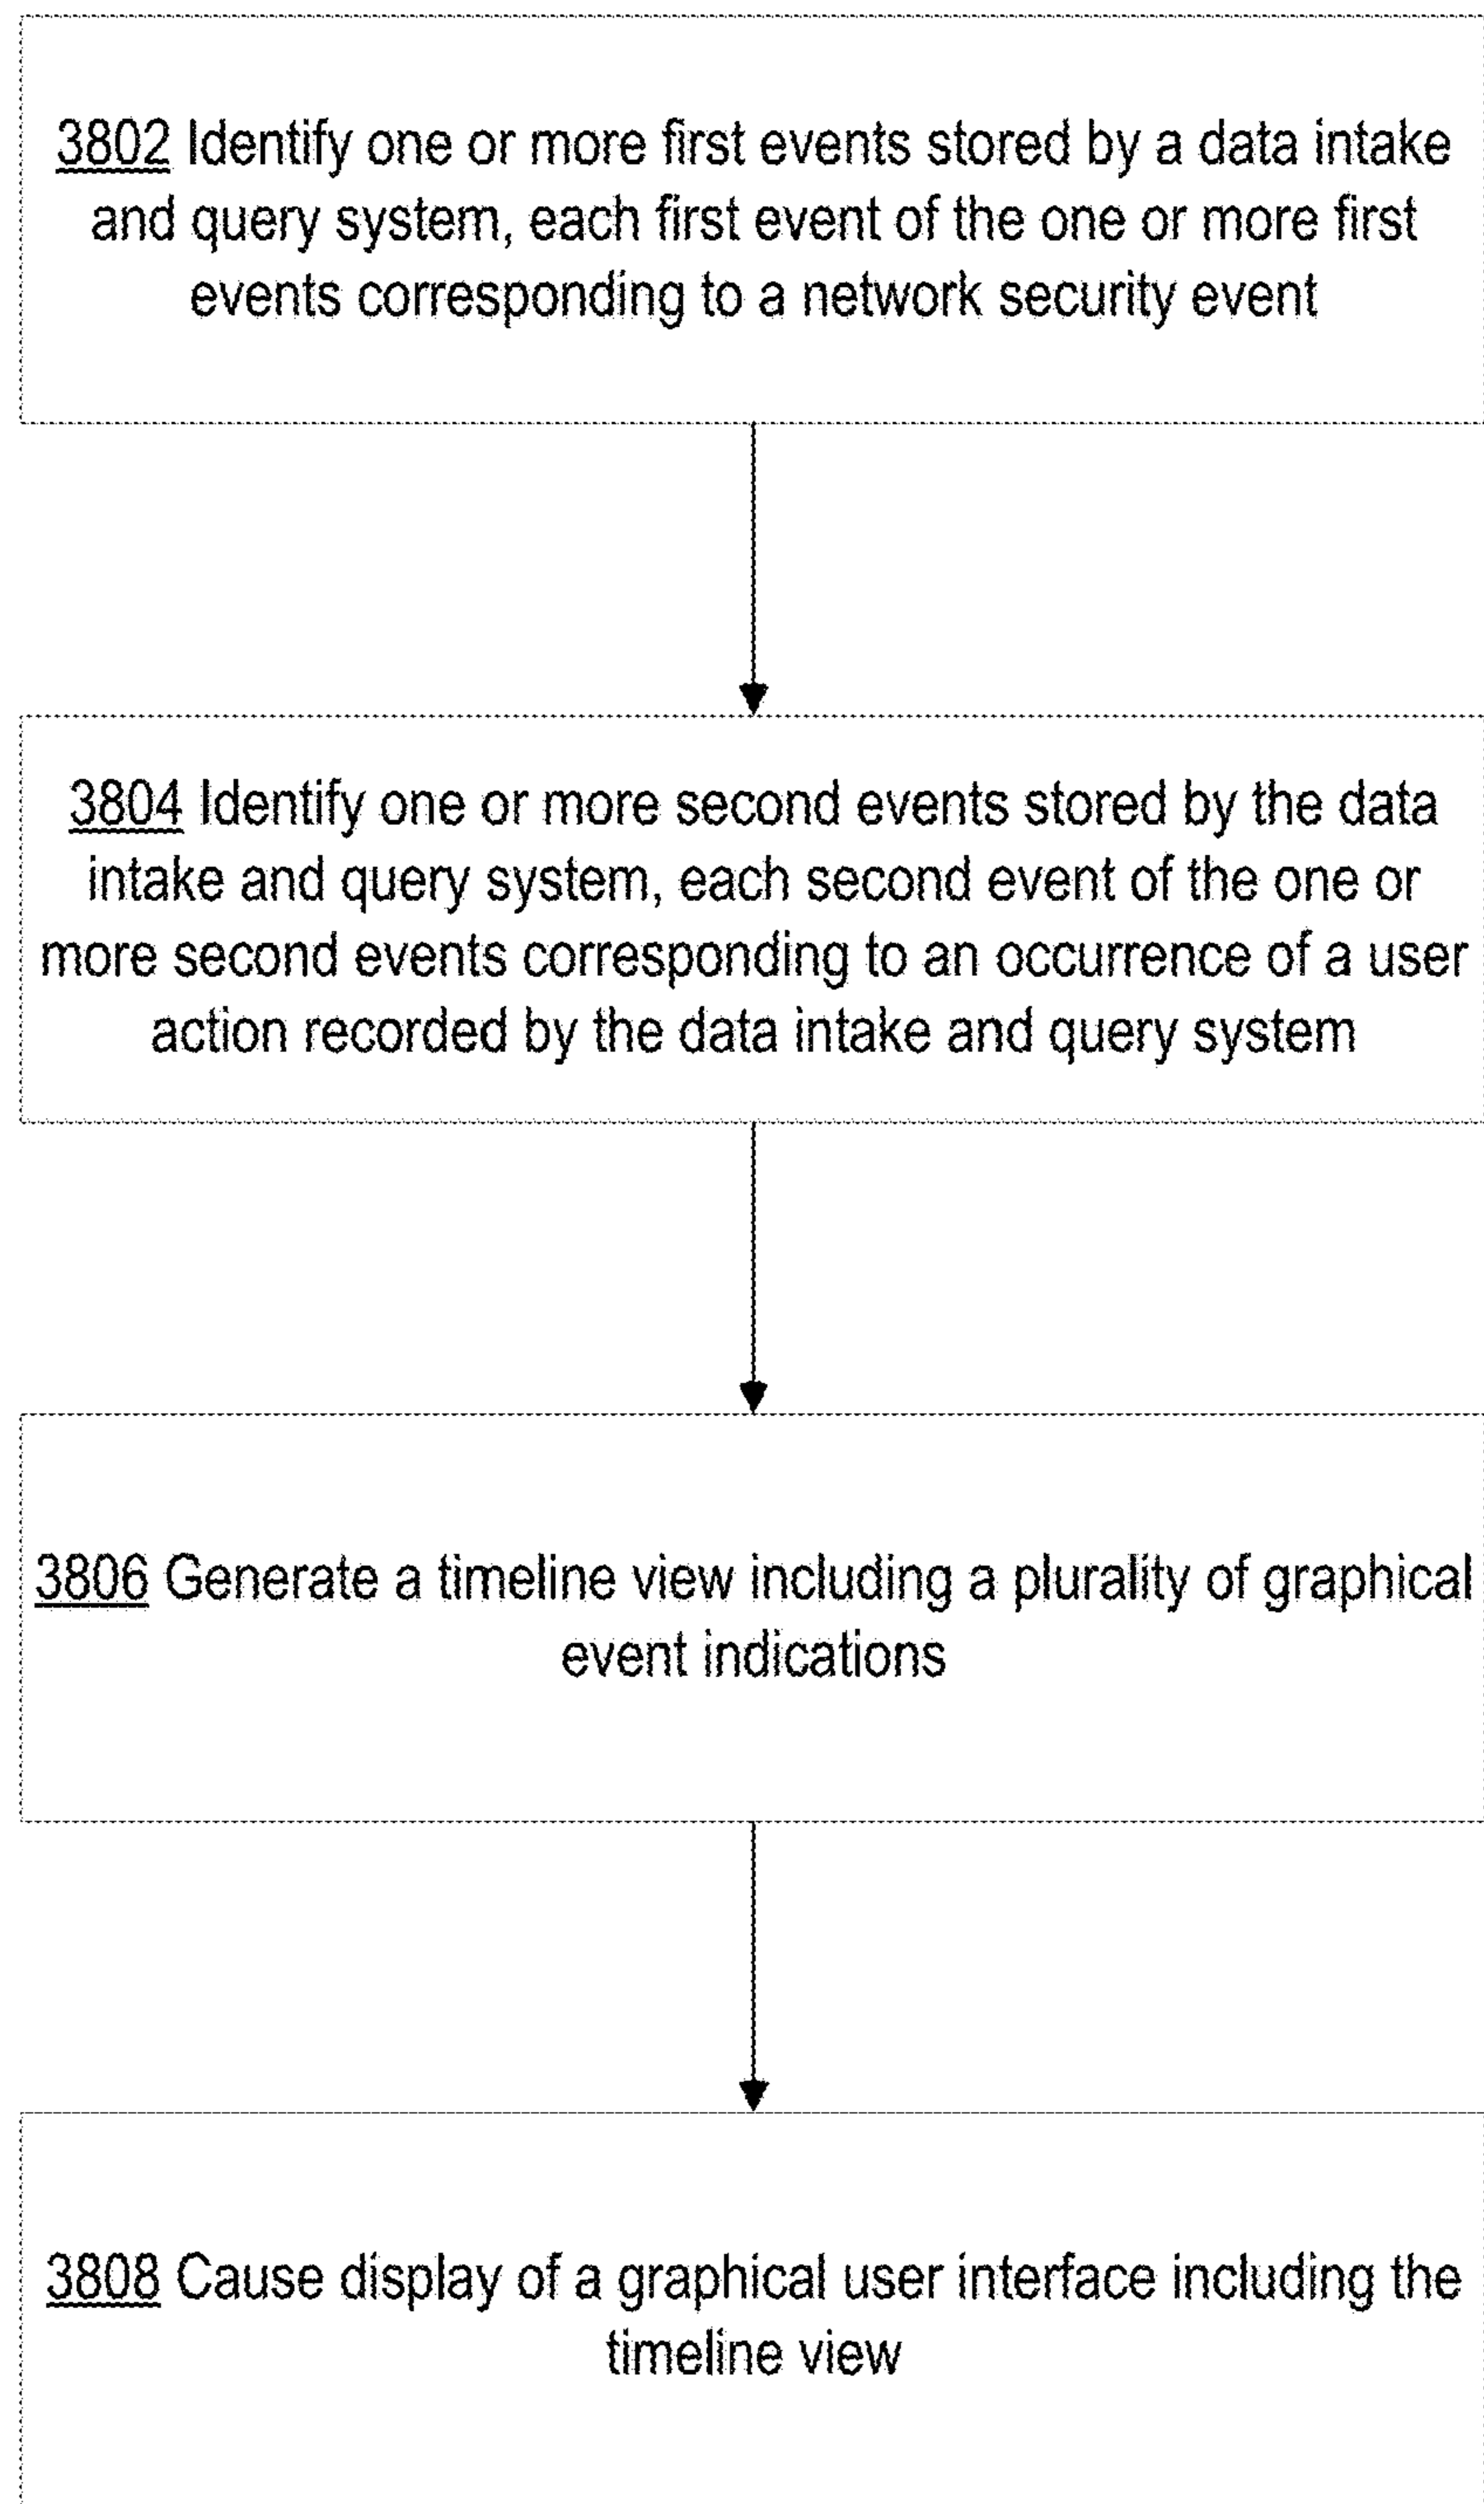 3802 Identify one or more first events stored by a data intake
and query system, each first event of the one or more first
events corresponding to a network security event
3804 Identify one or more second events stored by the data
intake and query system, each second event of the one or
more second events corresponding to an occurrence of a user
action recorded by the data intake and query system
3806 Generate a timeline view including a plurality of graphical
event indications
3808 Cause display of a graphical user interface including the
timeline view